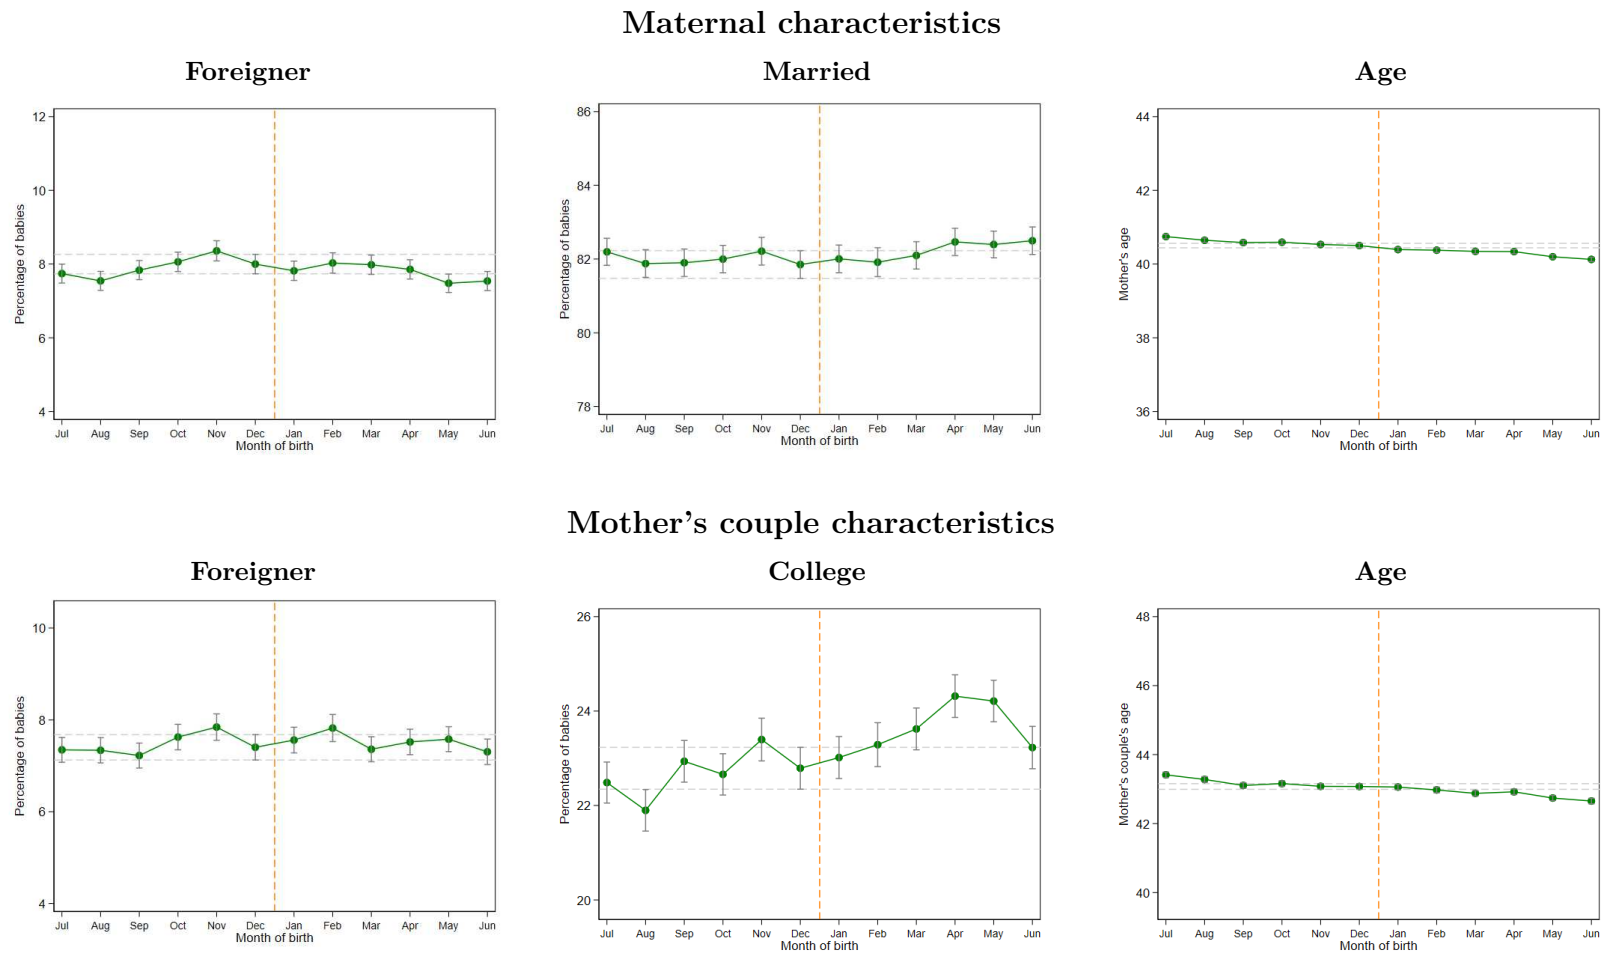 Maternal characteristics
Foreigner
Married
Age
12
10
8
6
4
Percentage of babies
Jul Aug Sep Oct Nov Dec Jan Feb Mar Apr May Jun
Month of birth
86
84
82
80
78
Percentage of babies
Jul Aug Sep Oct Nov Dec Jan Feb Mar Apr May Jun
Month of birth
44
42
40
38
36
Mother's age
Jul Aug Sep Oct Nov Dec Jan Feb Mar Apr May Jun
Month of birth
Mother's couple characteristics
Foreigner
College
Age
10
8
6
4
Percentage of babies
Jul Aug Sep Oct Nov Dec Jan Feb Mar Apr May Jun
Month of birth
26
24
22
20
Percentage of babies
Jul Aug Sep Oct Nov Dec Jan Feb Mar Apr May Jun
Month of birth
48
46
44
42
40
Mother's couple's age
Jul Aug Sep Oct Nov Dec Jan Feb Mar Apr May Jun
Month of birth